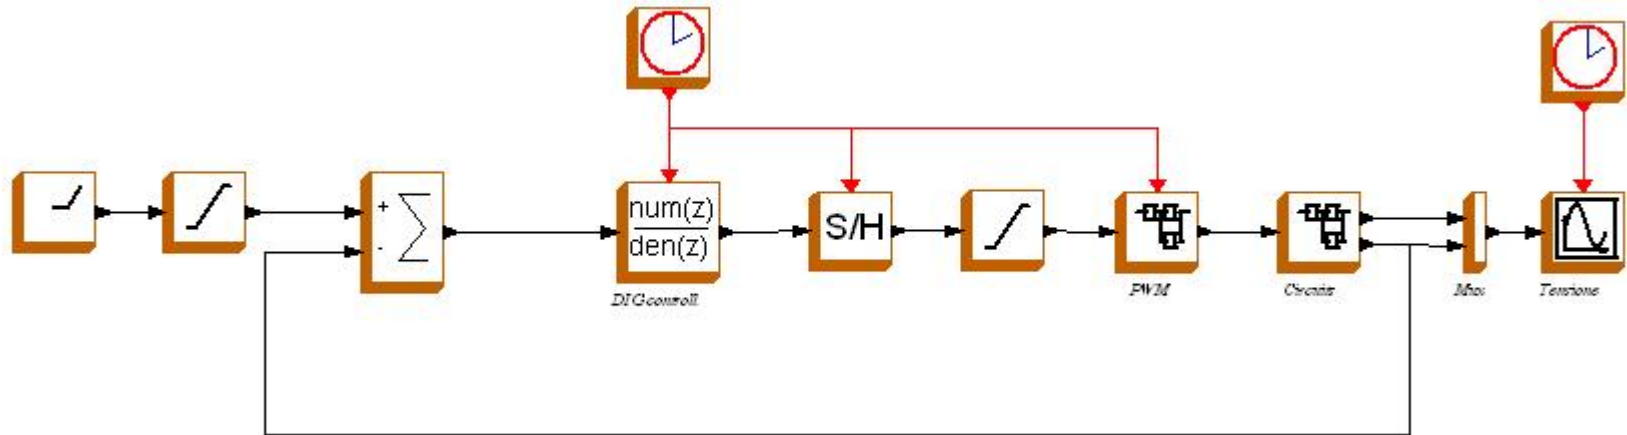 +
-
num(z)
den(z)
S/H
DIGcontroll
PWM
Circuito
Mux
Tensione